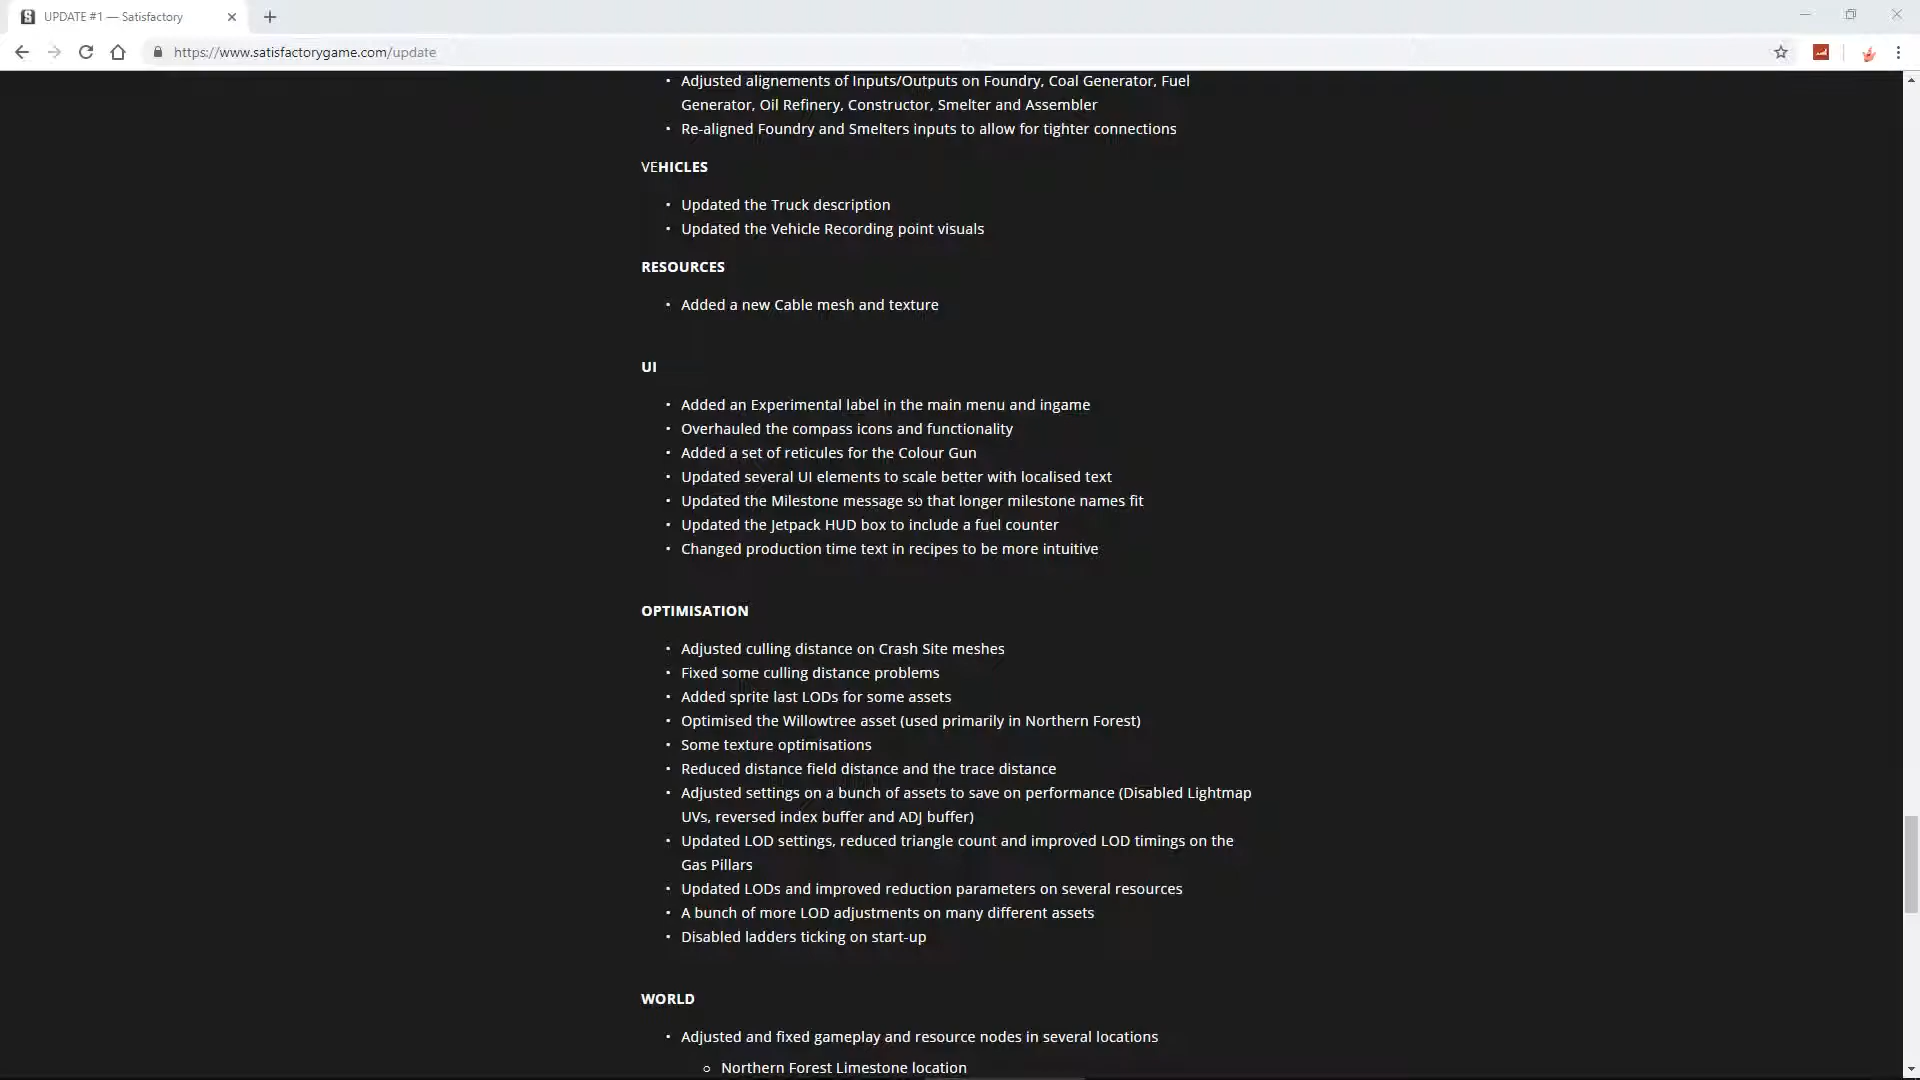 UPDATE #1 — Satisfactory
https://www.satisfactorygame.com/update
• Adjusted alignements of Inputs/Outputs on Foundry, Coal Generator, Fuel
Generator, Oil Refinery, Constructor, Smelter and Assembler
• Re-aligned Foundry and Smelters inputs to allow for tighter connections
VEHICLES
• Updated the Truck description
• Updated the Vehicle Recording point visuals
RESOURCES
• Added a new Cable mesh and texture
UI
• Added an Experimental label in the main menu and ingame
• Overhauled the compass icons and functionality
• Added a set of reticules for the Colour Gun
• Updated several UI elements to scale better with localised text
• Updated the Milestone message so that longer milestone names fit
• Updated the Jetpack HUD box to include a fuel counter
• Changed production time text in recipes to be more intuitive
OPTIMISATION
• Adjusted culling distance on Crash Site meshes
• Fixed some culling distance problems
• Added sprite last LODs for some assets
• Optimised the Willowtree asset (used primarily in Northern Forest)
• Some texture optimisations
• Reduced distance field distance and the trace distance
• Adjusted settings on a bunch of assets to save on performance (Disabled Lightmap
UVs, reversed index buffer and ADJ buffer)
• Updated LOD settings, reduced triangle count and improved LOD timings on the
Gas Pillars
• Updated LODs and improved reduction parameters on several resources
• A bunch of more LOD adjustments on many different assets
• Disabled ladders ticking on start-up
WORLD
• Adjusted and fixed gameplay and resource nodes in several locations
○ Northern Forest Limestone location